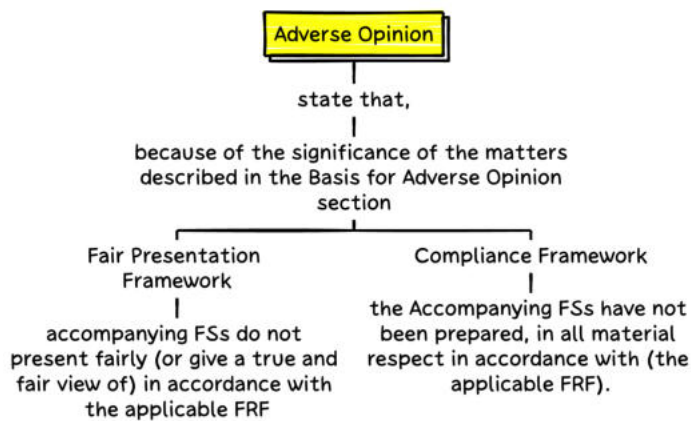 Adverse Opinion
state that,
because of the significance of the matters
described in the Basis for Adverse Opinion
section
Fair Presentation
Framework
accompanying FSs do not
present fairly (or give a true and
fair view of) in accordance with
the applicable FRF
Compliance Framework
the Accompanying FSs have not
been prepared, in all material
respect in accordance with (the
applicable FRF).